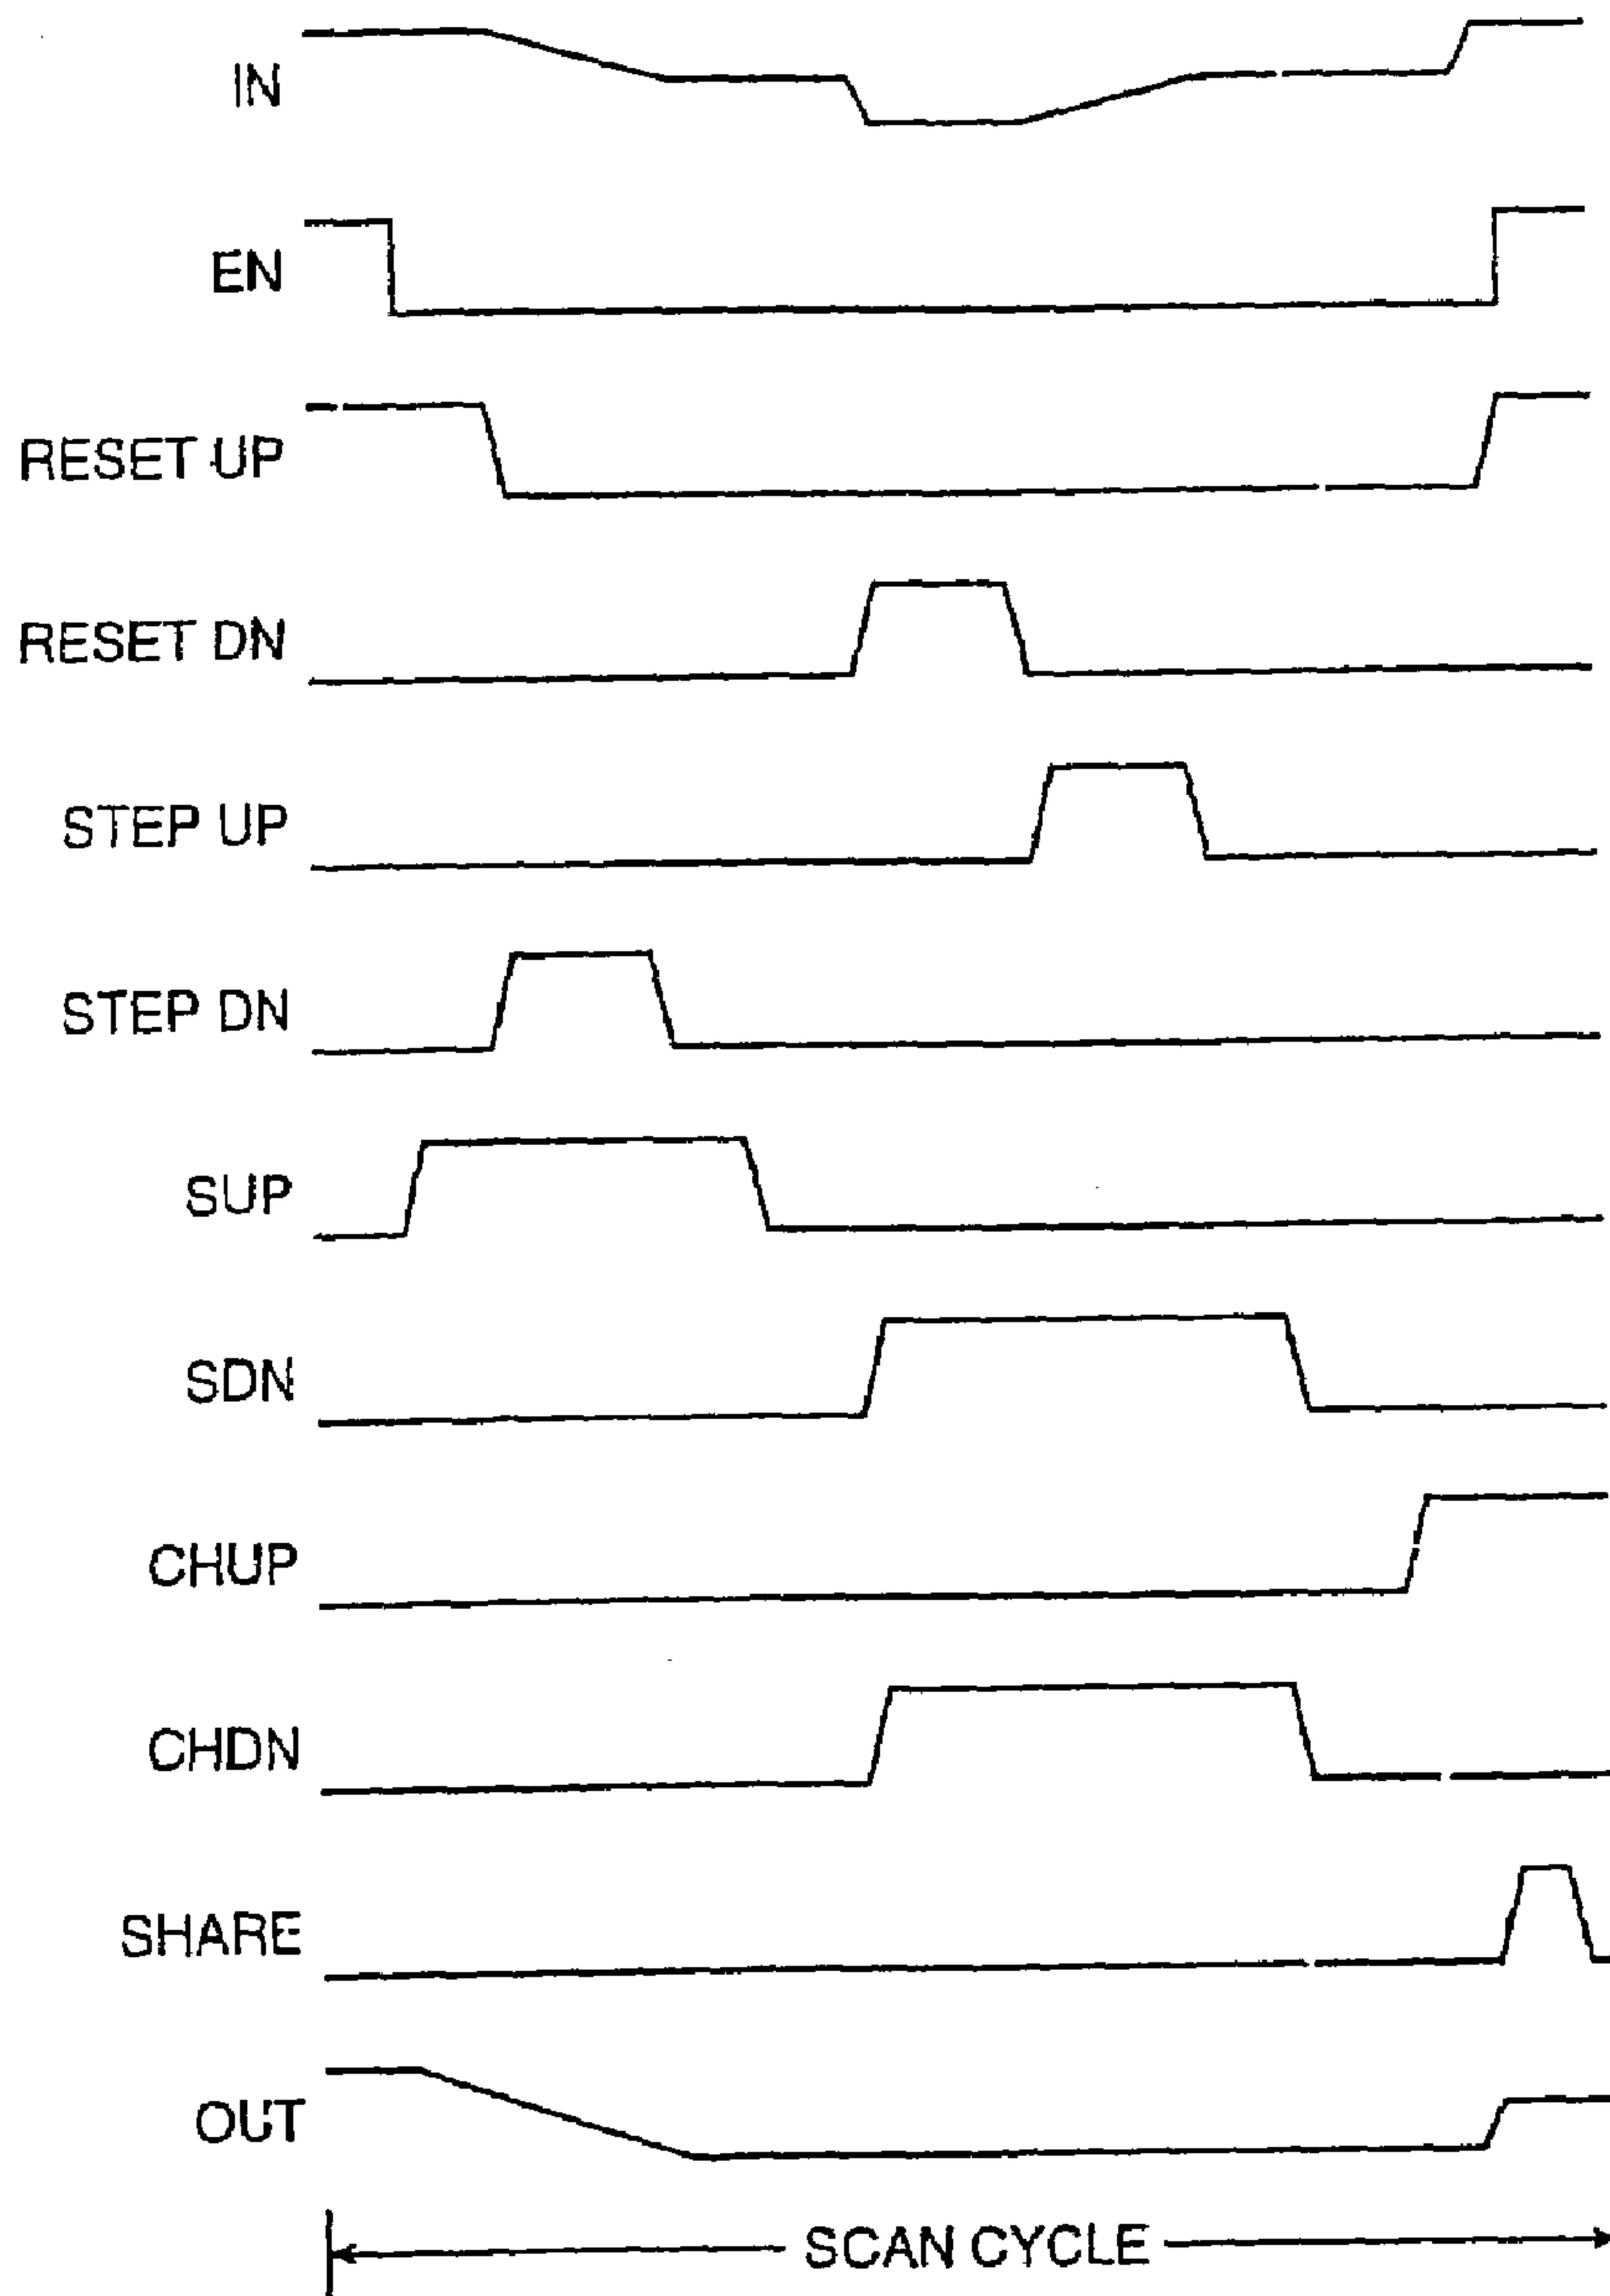 IN
EN
RESET UP
RESET DN
STEP UP
STEP DN
SUP
SDN
CHUP
CHDN
SHARE
OUT
SCAN CYCLE